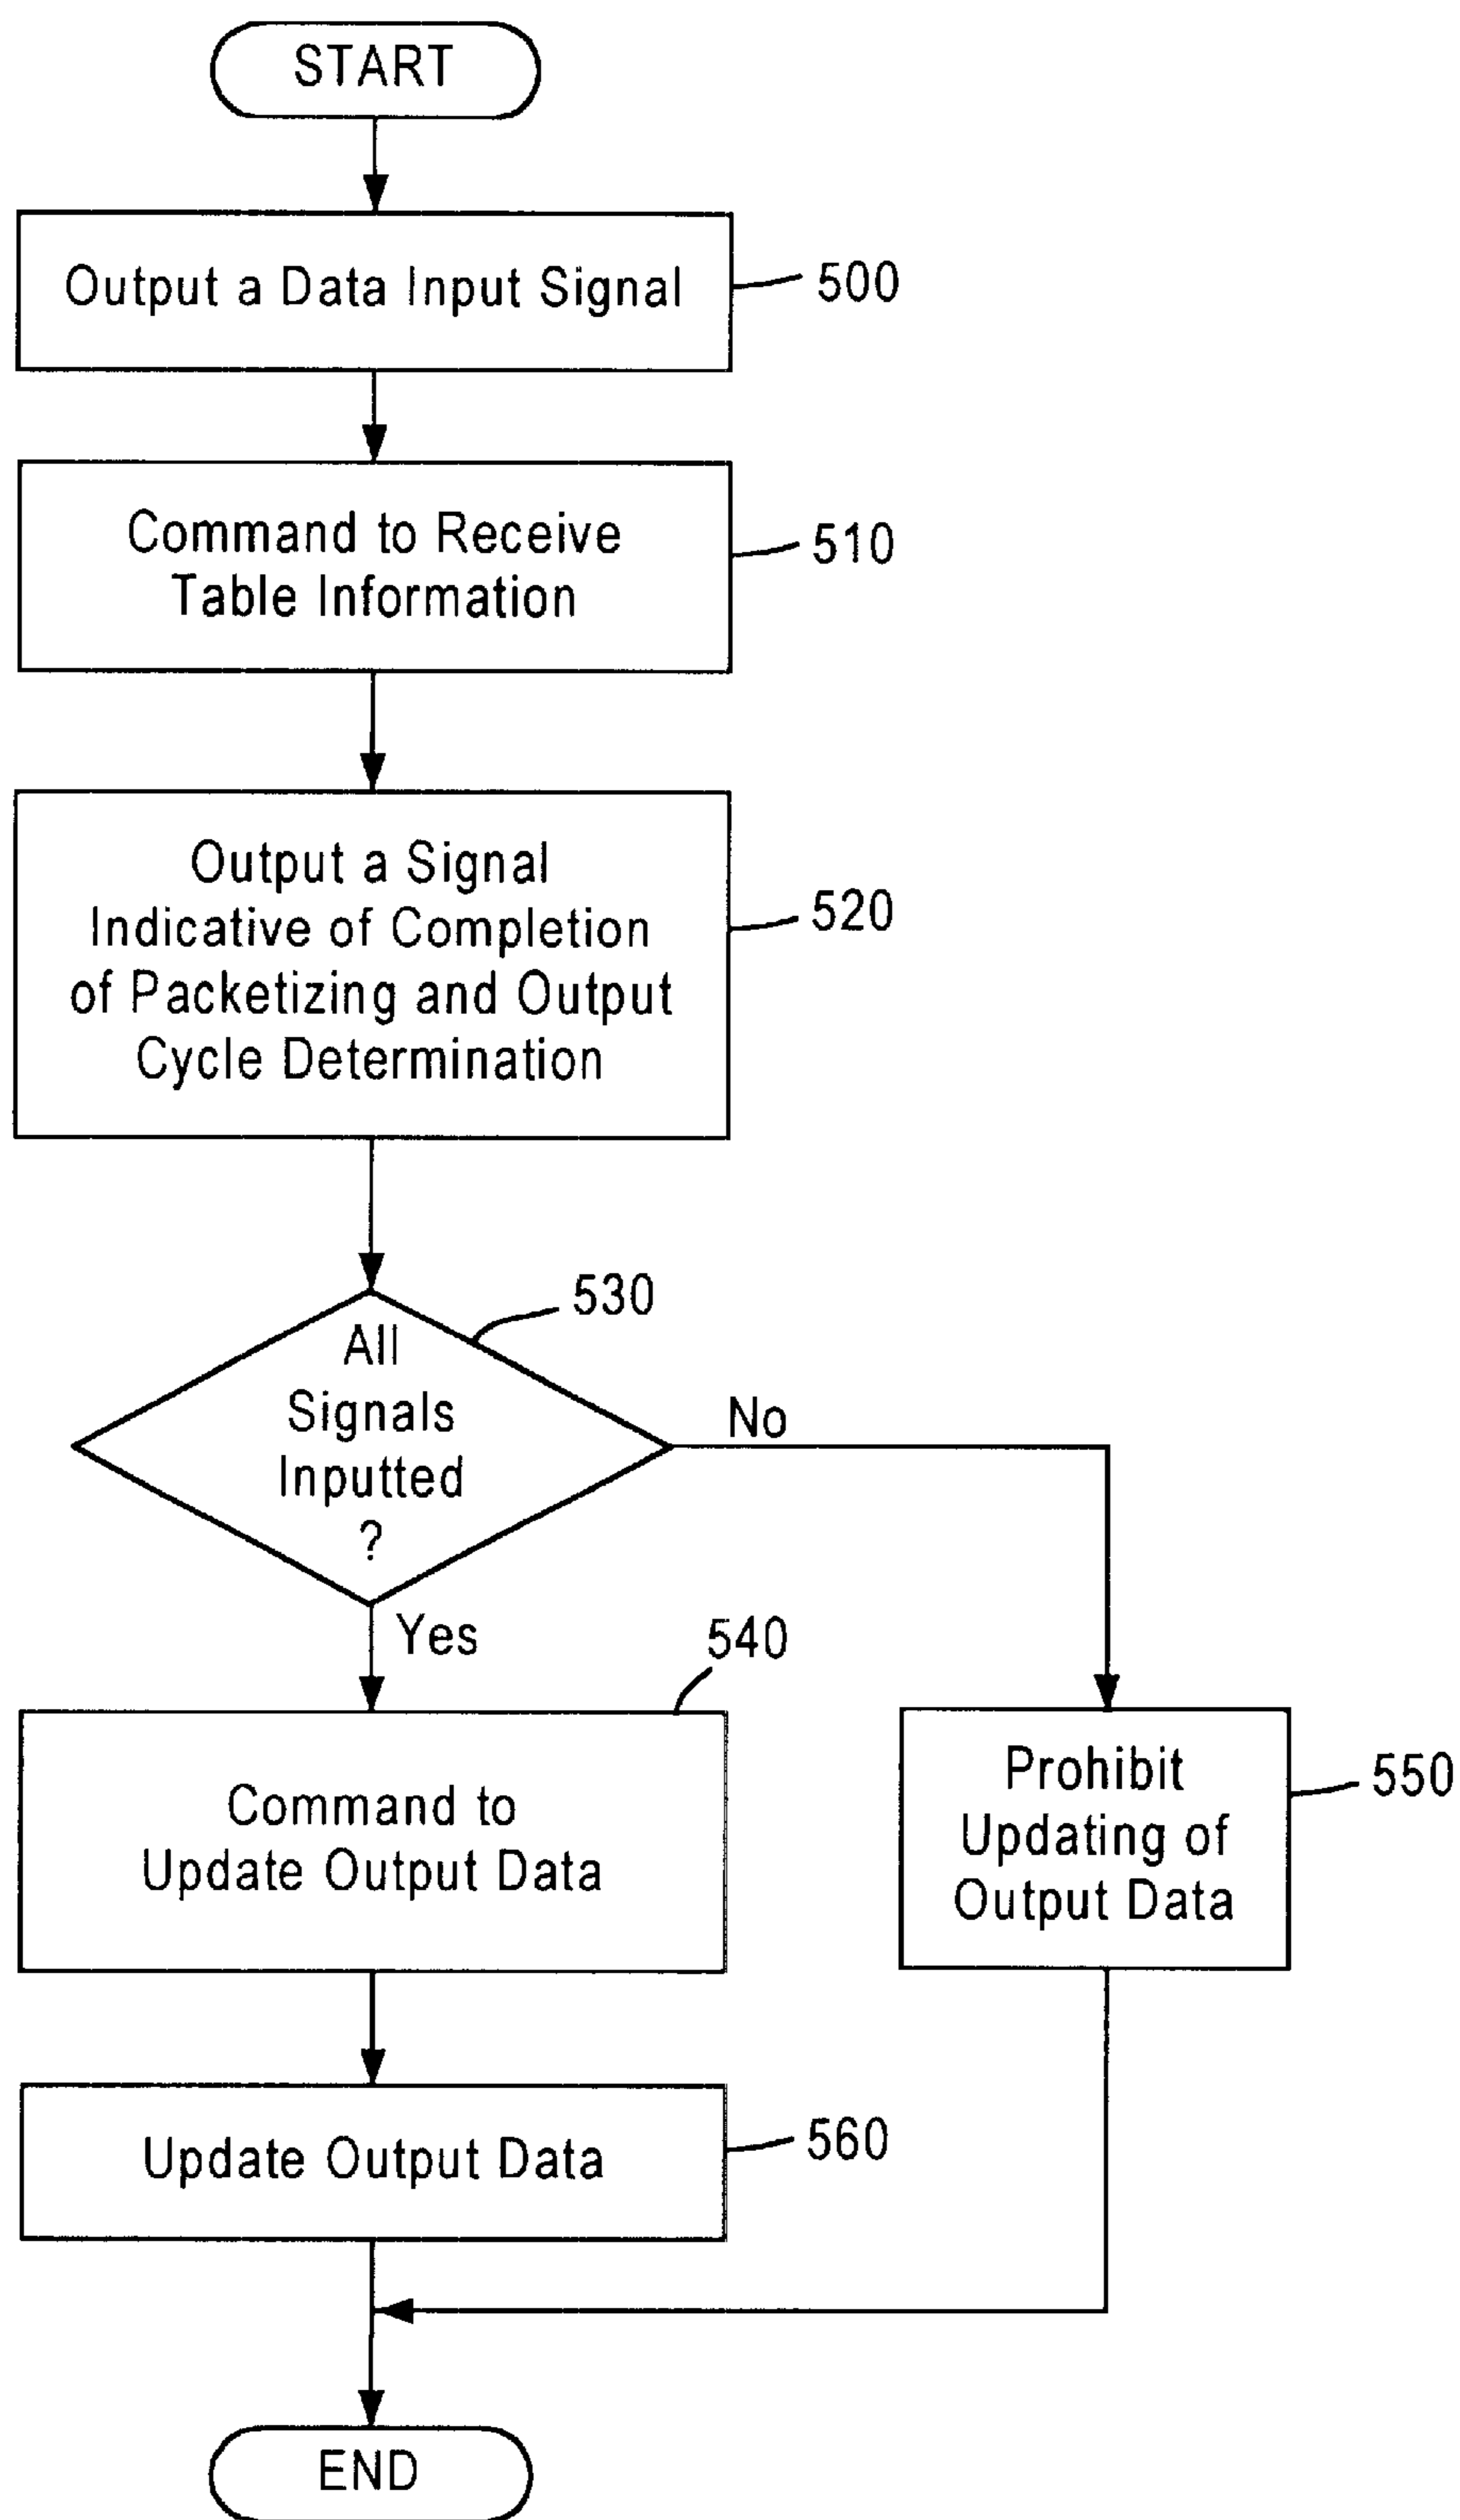 START
Output a Data Input Signal
500
Command to Receive
Table Information
510
Output a Signal
Indicative of Completion
of Packetizing and Output
Cycle Determination
520
530
All
Signals
Inputted
?
No
Yes
540
Command to
Update Output Data
Prohibit
Updating of
Output Data
550
Update Output Data
560
END